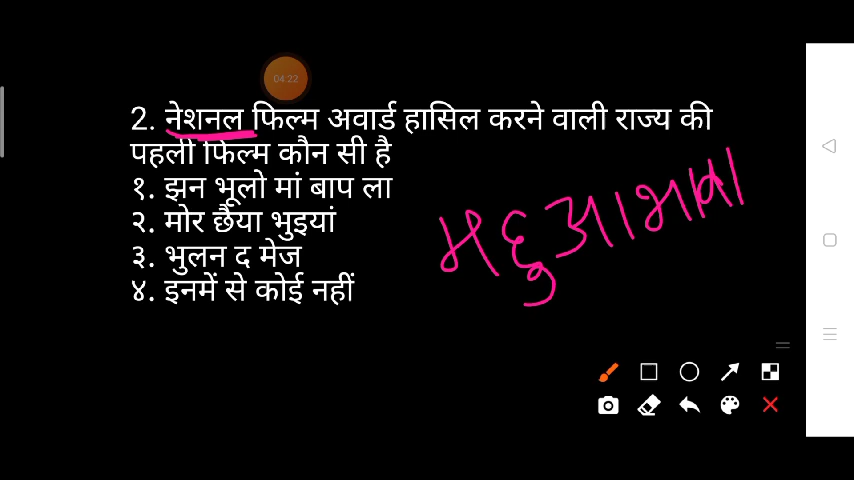 04:22
2. नेशनल फिल्म अवार्ड हासिल करने वाली राज्य की
पहली फिल्म कौन सी है
१. झन भूलो मां बाप ला
२. मोर छैंया भुइयां
३. भुलन द मेज
४. इनमें से कोई नहीं